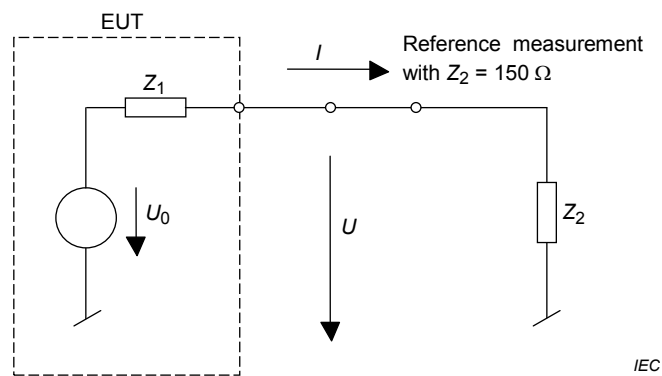 EUT
I
Reference measurement
with Z2 = 150 Ω
Z1
U0
U
Z2
IEC